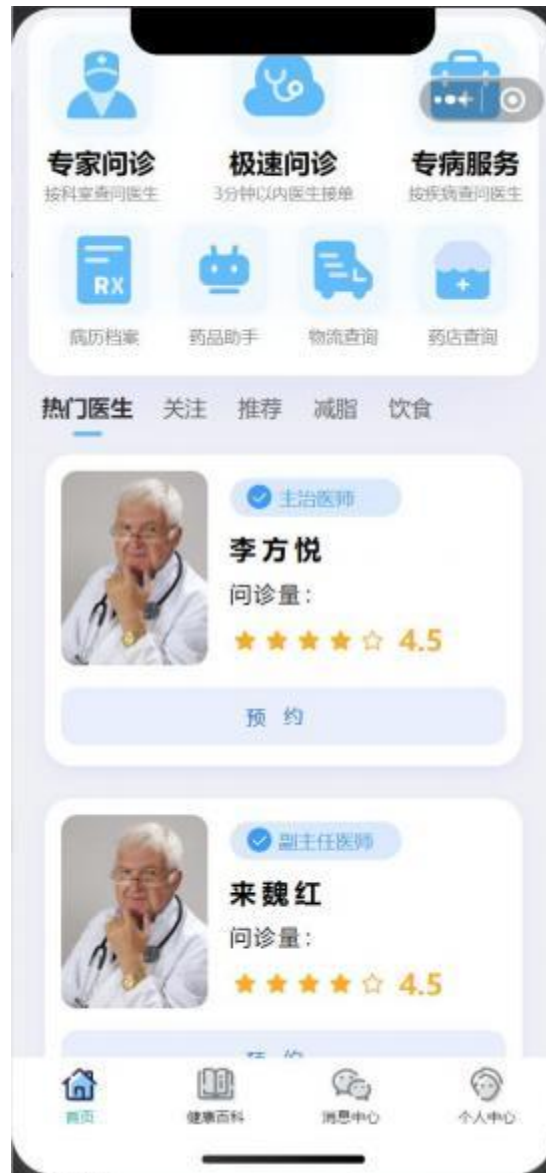 专家问诊 极速问诊 专病服务
按科室查问医生 3分钟以内医生接单 按疾病查问医生
RX
病历档案 药品助手 物流查询 药店查询
热门医生 关注 推荐 减脂 饮食
主治医师
李方悦
问诊量：
4.5
预 约
副主任医师
来魏红
问诊量：
4.5
预 约
首页 健康百科 消息中心 个人中心